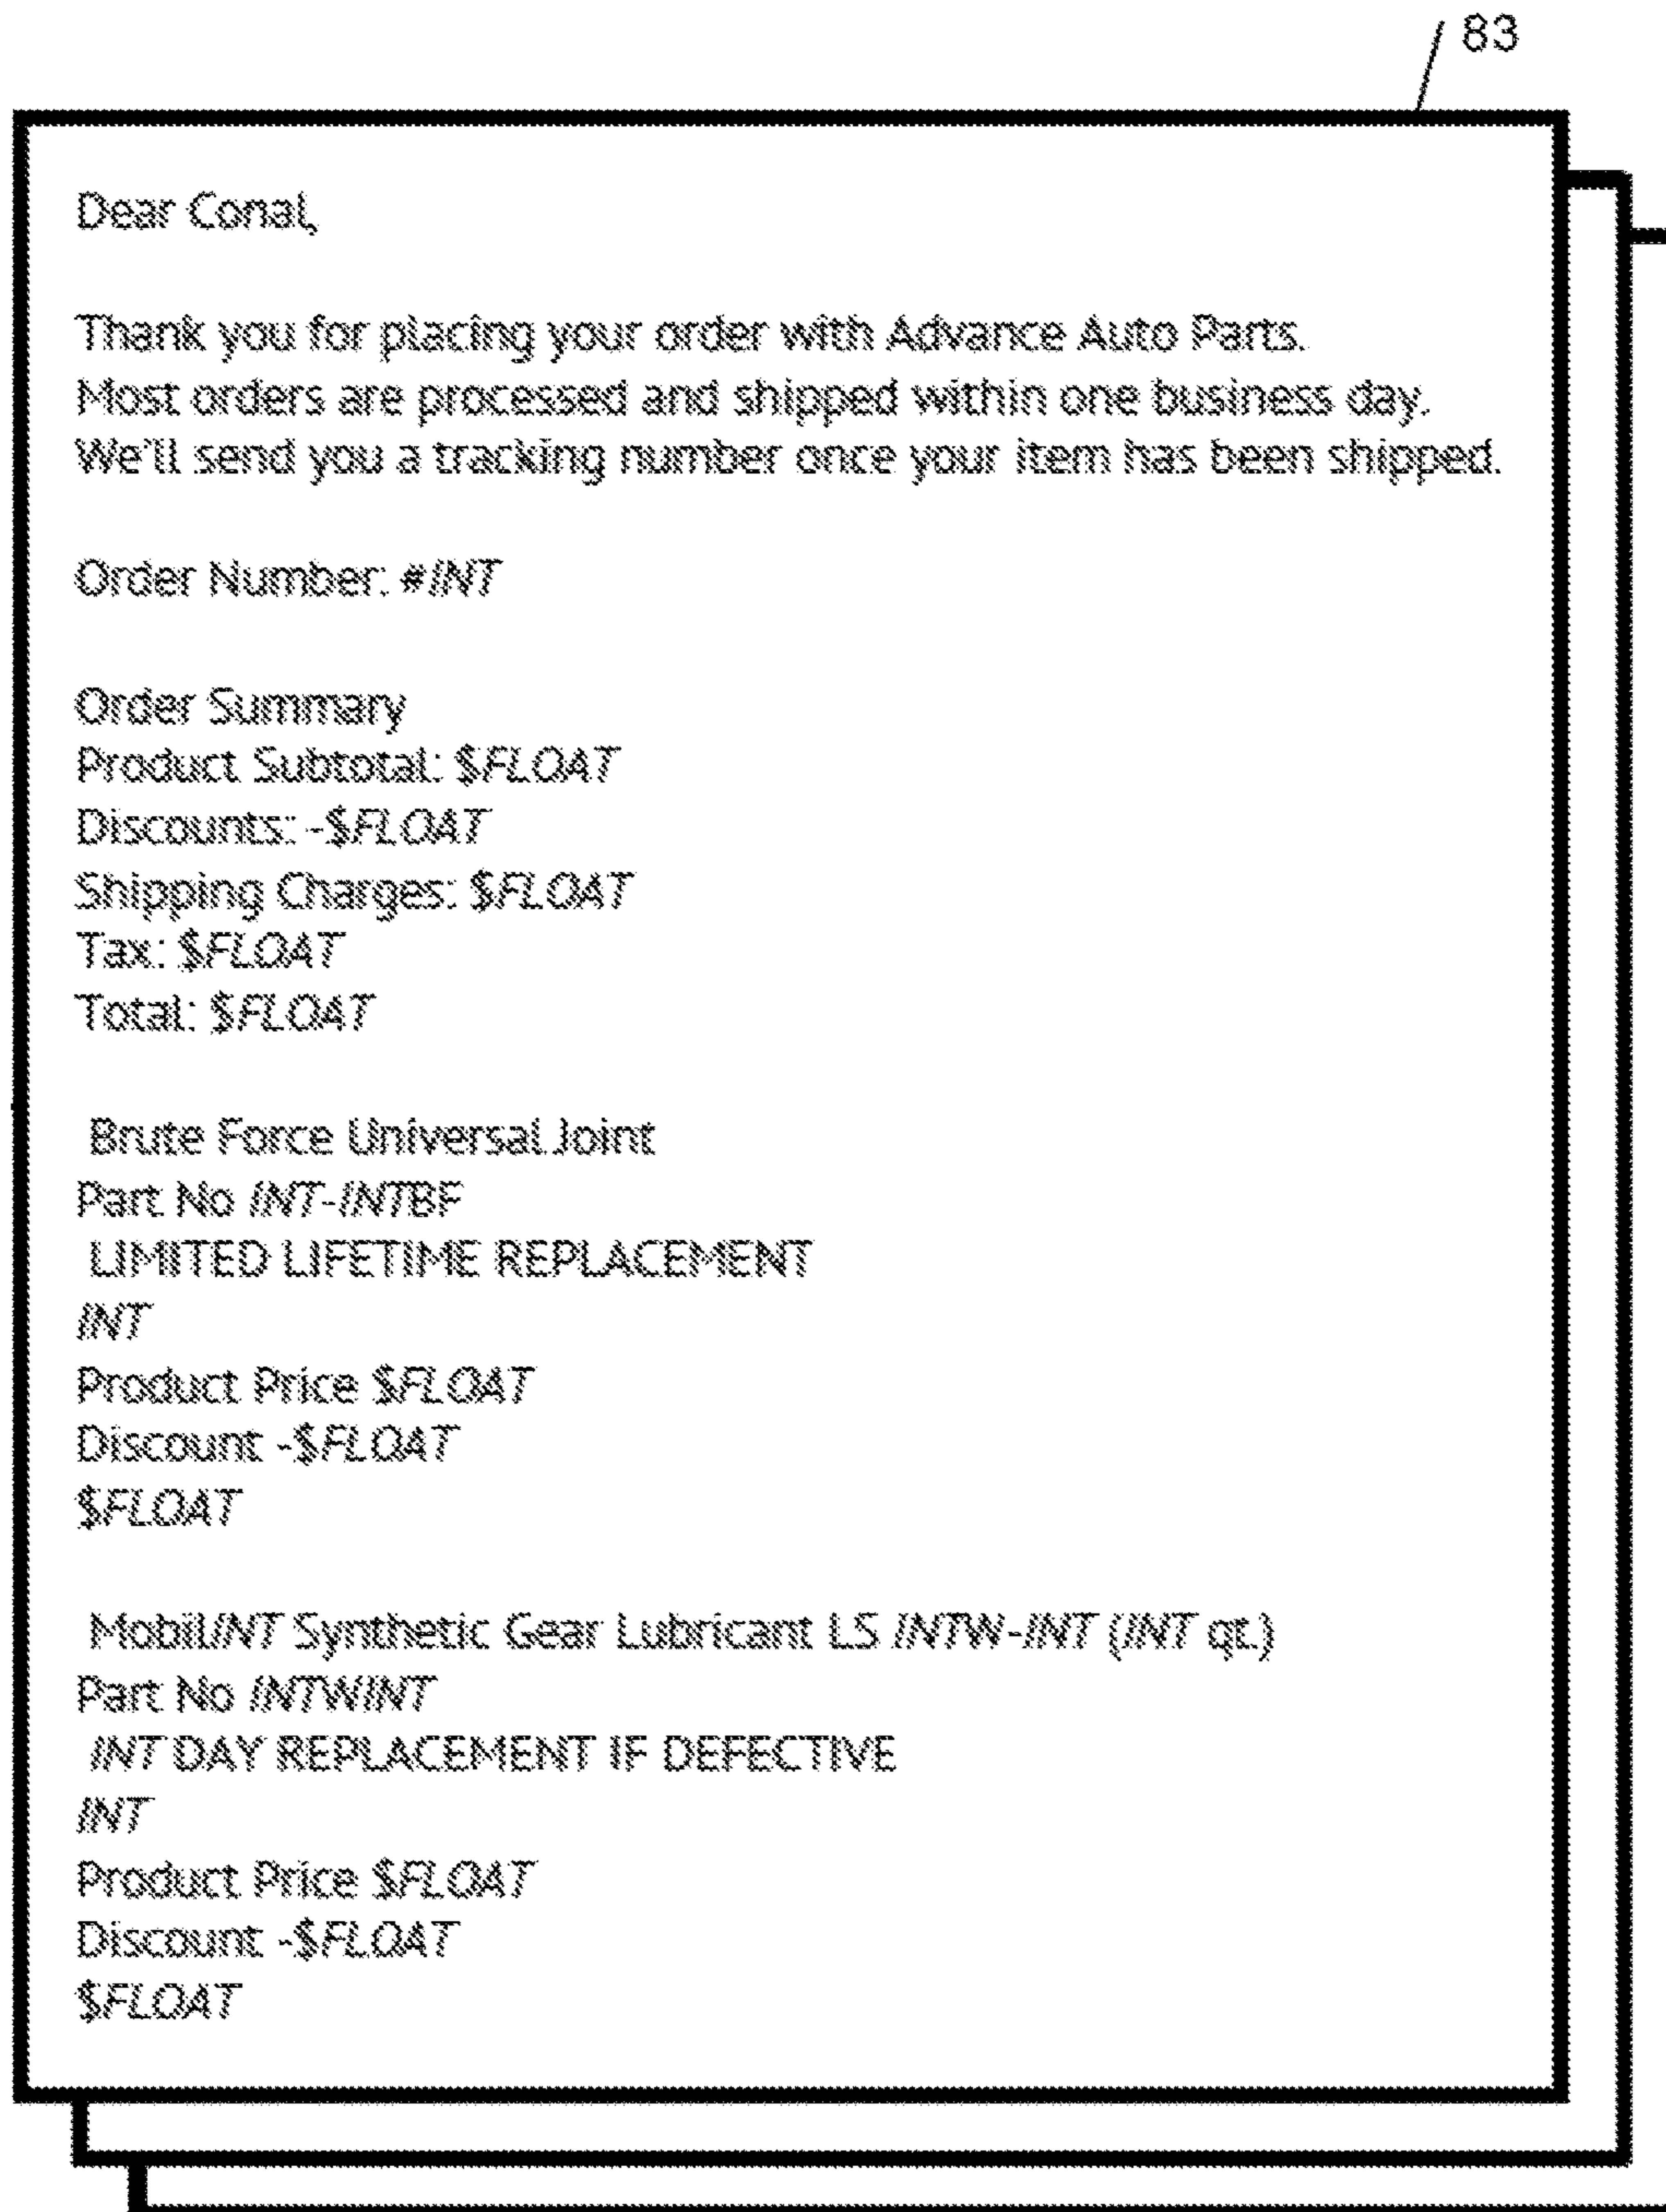 83
Dear Conal,
Thank you for placing your order with Advance Auto Parts.
Most orders are processed and shipped within one business day.
We'll send you a tracking number once your item has been shipped.
Order Number: #INT
Order Summary
Product Subtotal: $FLOAT
Discounts: -$FLOAT
Shipping Charges: $FLOAT
Tax: $FLOAT
Total: $FLOAT
Brute Force Universal Joint
Part No INT-INTBF
LIMITED LIFETIME REPLACEMENT
INT
Product Price $FLOAT
Discount -$FLOAT
$FLOAT
MobilINT Synthetic Gear Lubricant LS INTW-INT (INT qt.)
Part No INTWINT
INT DAY REPLACEMENT IF DEFECTIVE
INT
Product Price $FLOAT
Discount -$FLOAT
$FLOAT